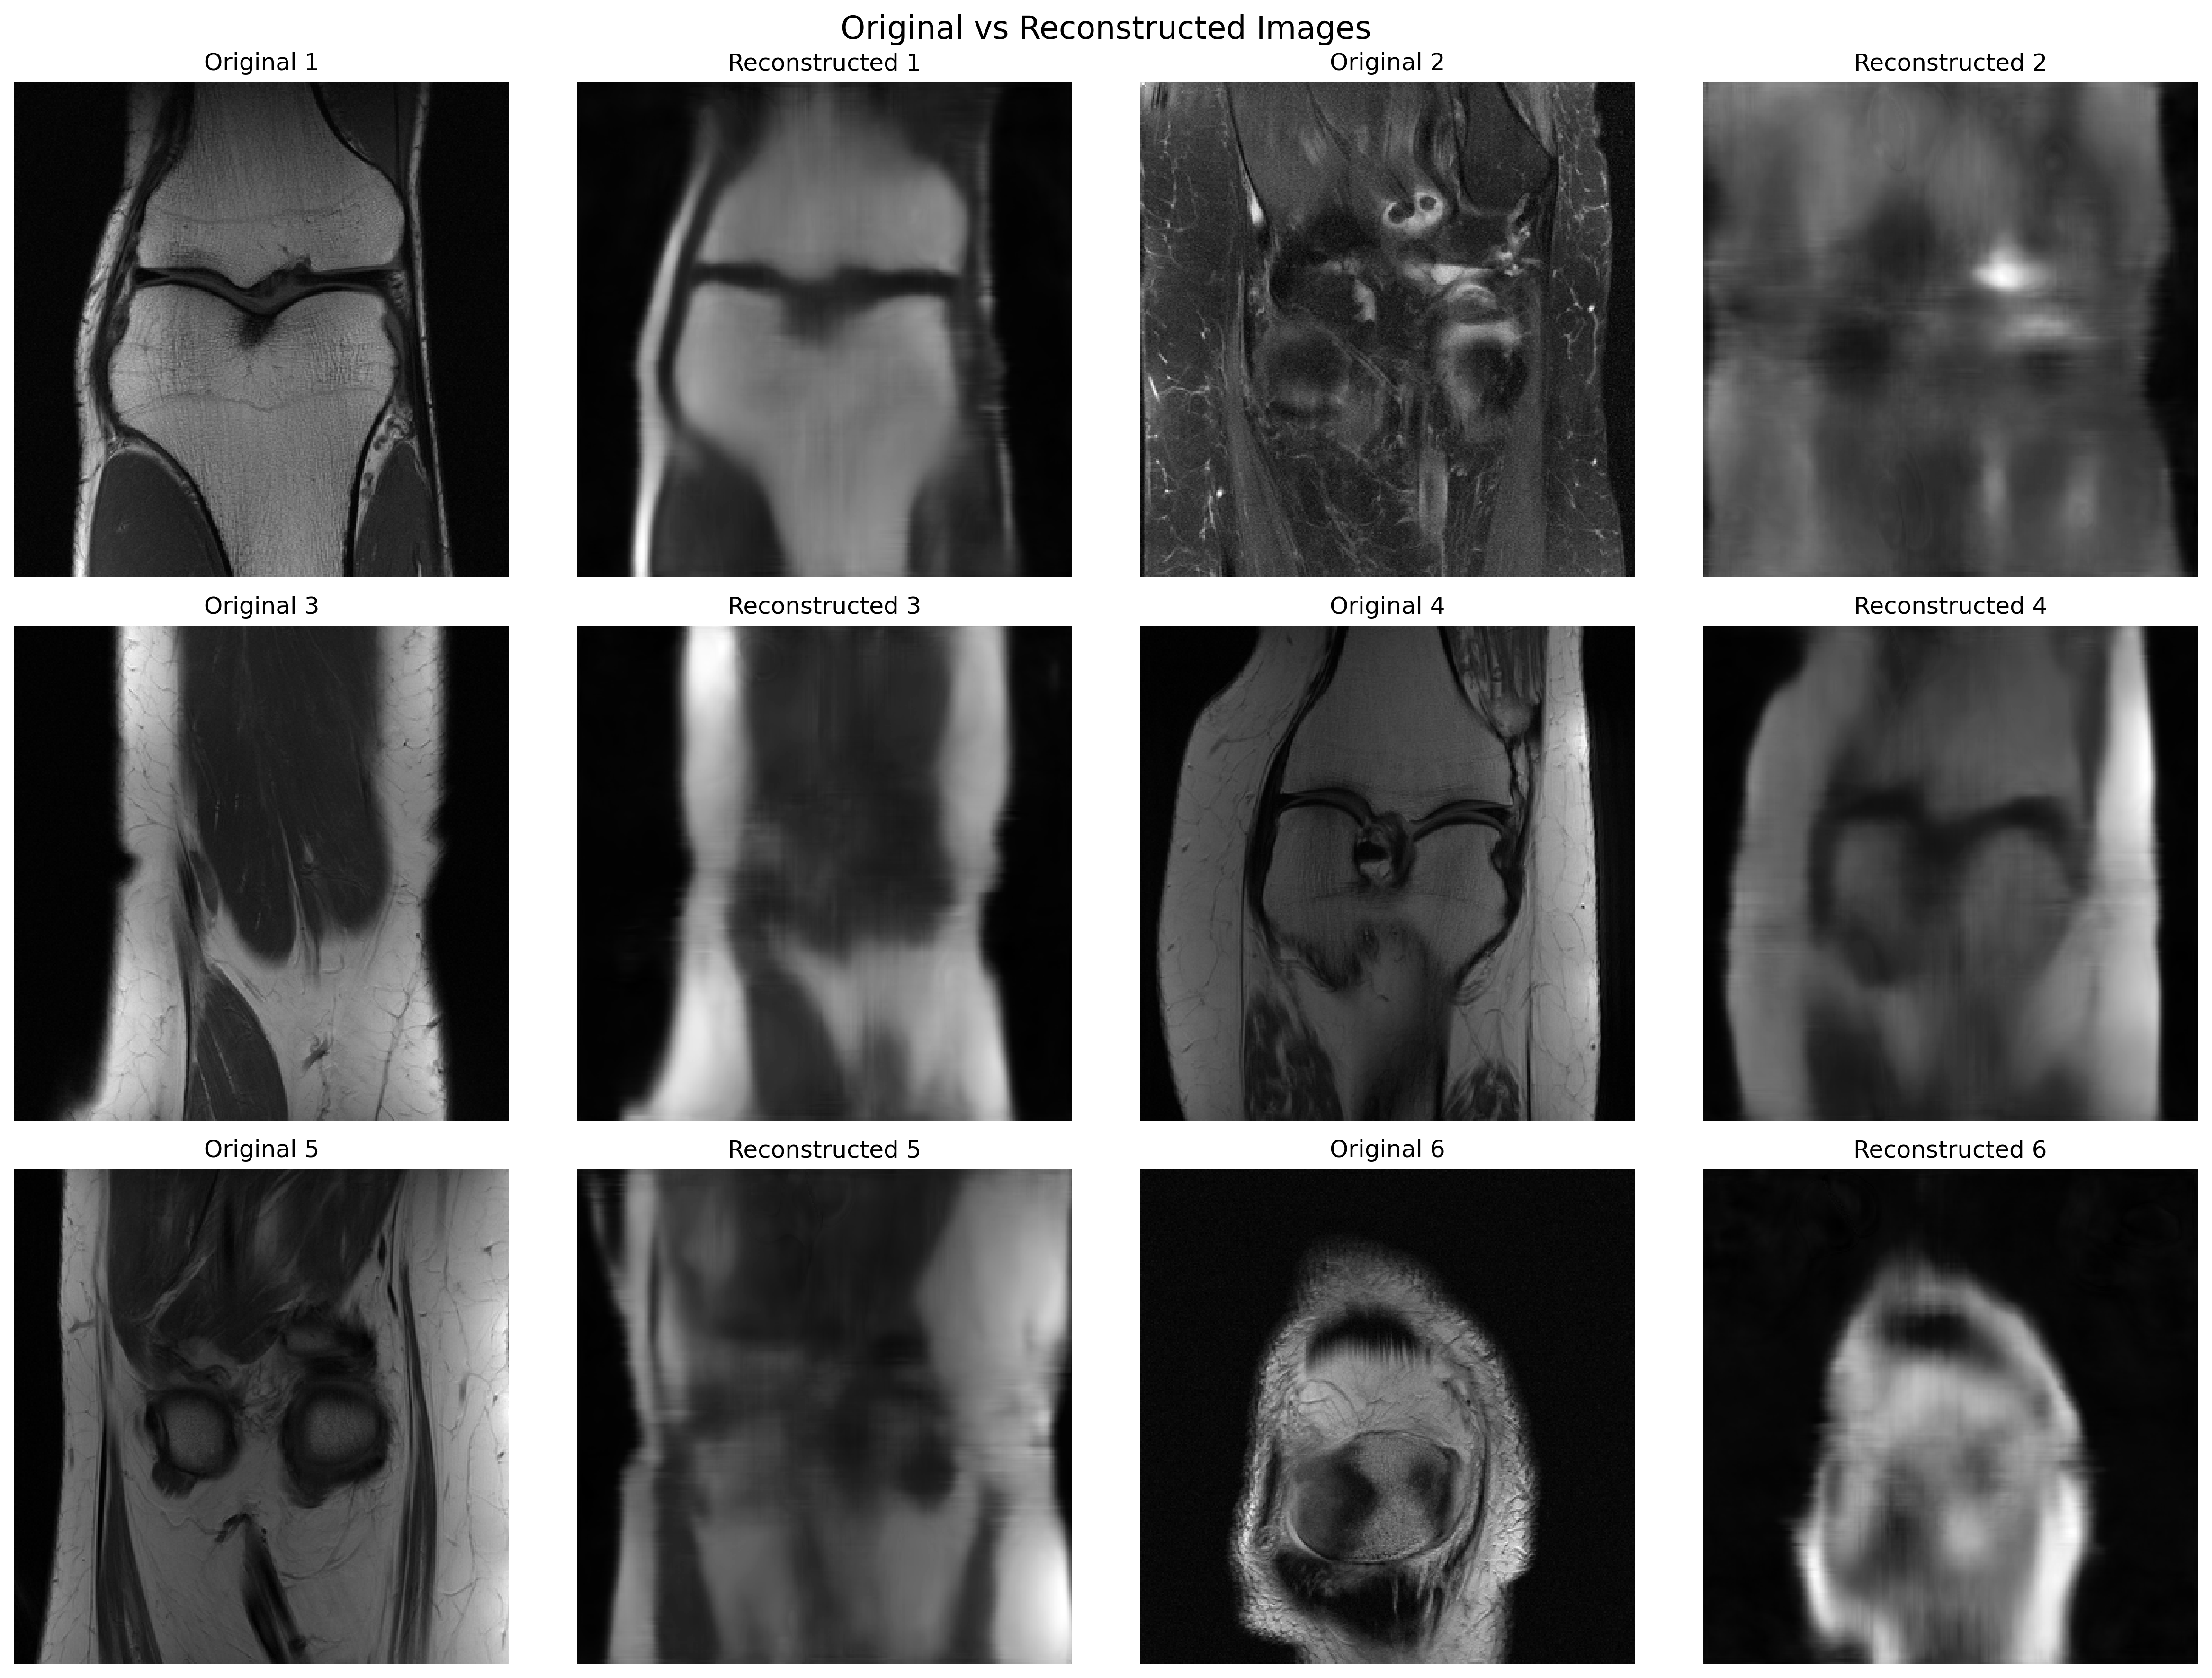 Original vs Reconstructed Images
Original 1
Reconstructed 1
Original 2
Reconstructed 2
Original 3
Reconstructed 3
Original 4
Reconstructed 4
Original 5
Reconstructed 5
Original 6
Reconstructed 6